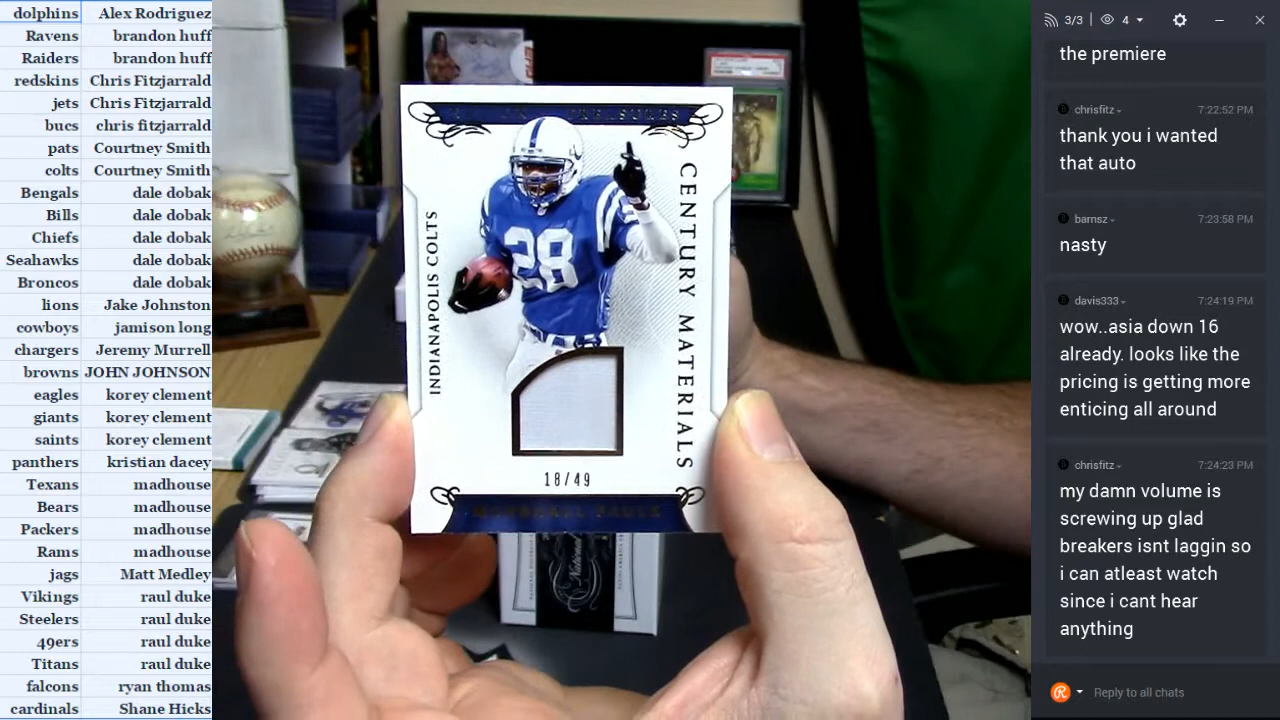 dolphins Alex Rodriguez
Ravens brandon huff
Raiders brandon huff
redskins Chris Fitzjarrald
jets Chris Fitzjarrald
bucs chris fitzjarrald
pats Courtney Smith
colts Courtney Smith
Bengals dale dobak
Bills dale dobak
Chiefs dale dobak
Seahawks dale dobak
Broncos dale dobak
lions Jake Johnston
cowboys jamison long
chargers Jeremy Murrell
browns JOHN JOHNSON
eagles korey clement
giants korey clement
saints korey clement
panthers kristian dacey
Texans madhouse
Bears madhouse
Packers madhouse
Rams madhouse
jags Matt Medley
Vikings raul duke
Steelers raul duke
49ers raul duke
Titans raul duke
falcons ryan thomas
cardinals Shane Hicks
INDIANAPOLIS COLTS
28
CENTURY MATERIALS
18/49
MARSHALL FAULK
3/3
4
the premiere
chrisfitz 7:22:52 PM
thank you i wanted
that auto
barnsz 7:23:58 PM
nasty
davis333 7:24:19 PM
wow..asia down 16
already. looks like the
pricing is getting more
enticing all around
chrisfitz 7:24:23 PM
my damn volume is
screwing up glad
breakers isnt laggin so
i can atleast watch
since i cant hear
anything
Reply to all chats